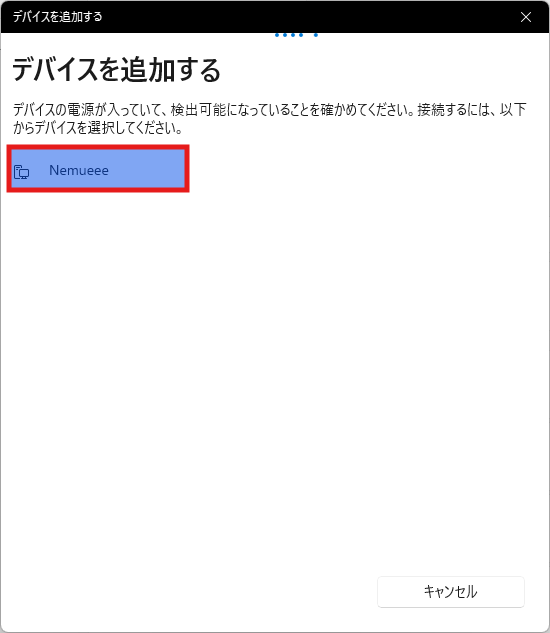 デバイスを追加する
デバイスを追加する
デバイスの電源が入っていて、検出可能になっていることを確かめてください。接続するには、以下
からデバイスを選択してください。
Nemueee
キャンセル